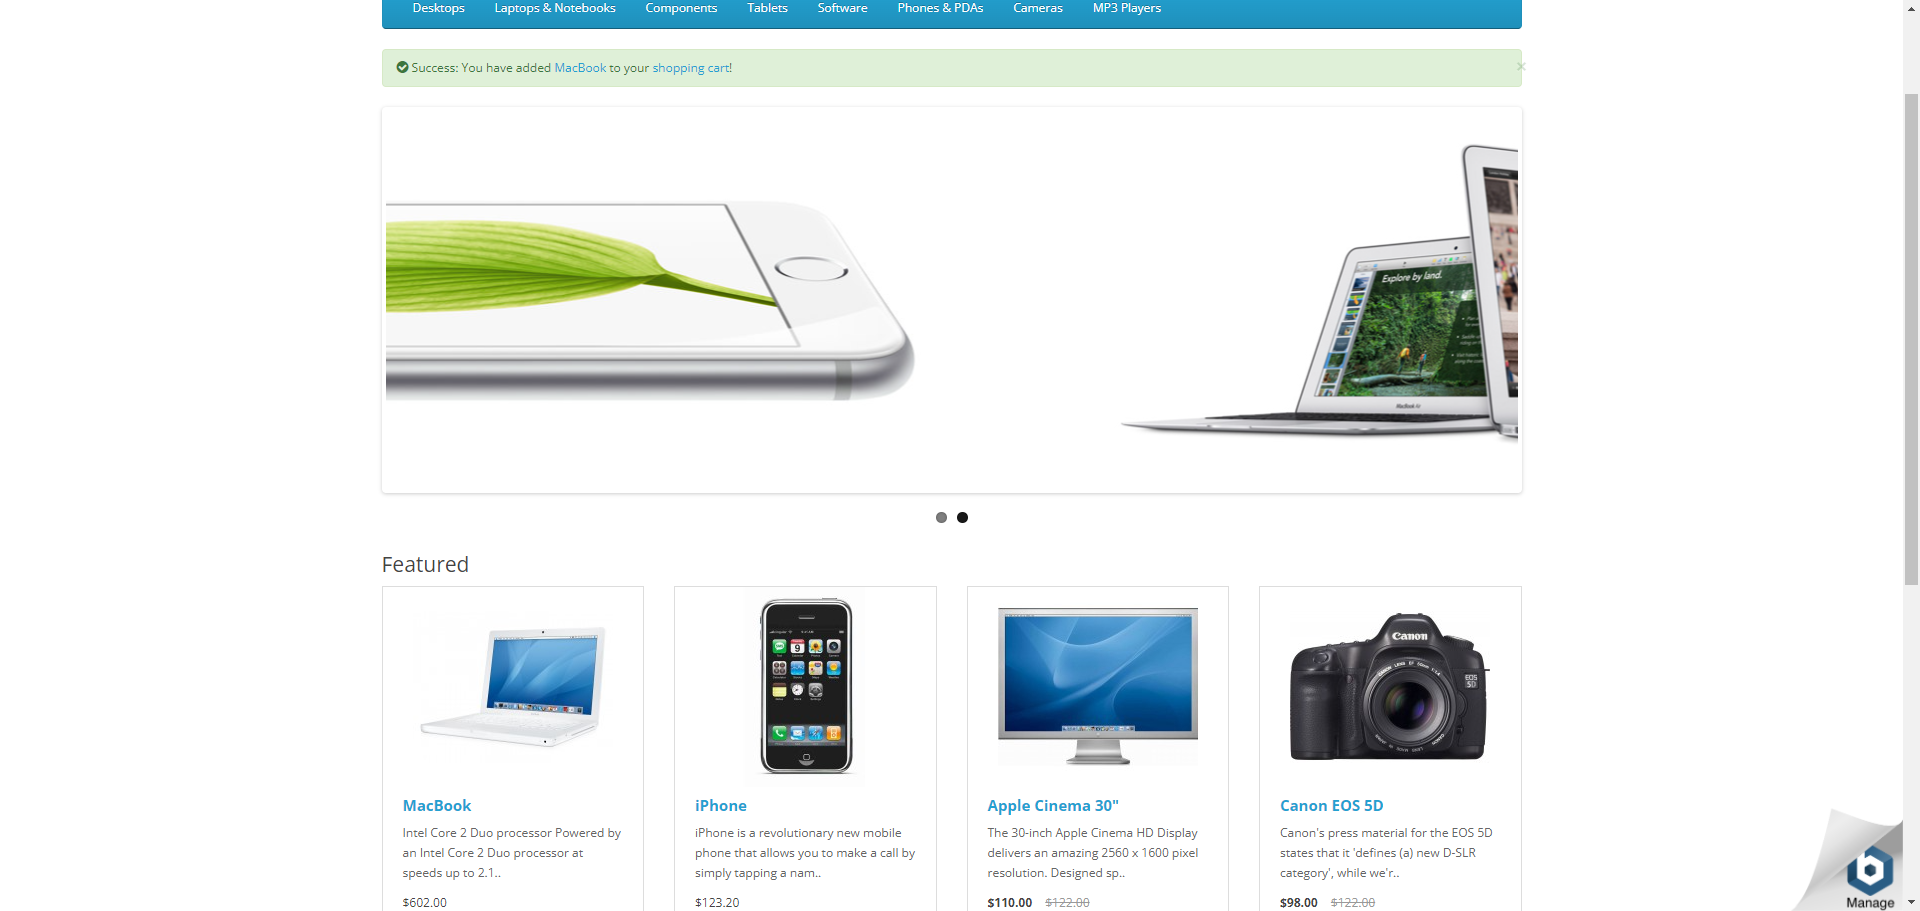 Desktops Laptops & Notebooks Components Tablets Software Phones & PDAs Cameras MP3 Players
Success: You have added MacBook to your shopping cart!
×
Explore by land.
MacBook Air
Featured
Canon
EOS
5D
MacBook
Intel Core 2 Duo processor Powered by
an Intel Core 2 Duo processor at
speeds up to 2.1..
$602.00
iPhone
iPhone is a revolutionary new mobile
phone that allows you to make a call by
simply tapping a nam..
$123.20
Apple Cinema 30"
The 30-inch Apple Cinema HD Display
delivers an amazing 2560 x 1600 pixel
resolution. Designed sp..
$110.00 $122.00
Canon EOS 5D
Canon's press material for the EOS 5D
states that it 'defines (a) new D-SLR
category', while we'r..
$98.00 $122.00
Manage